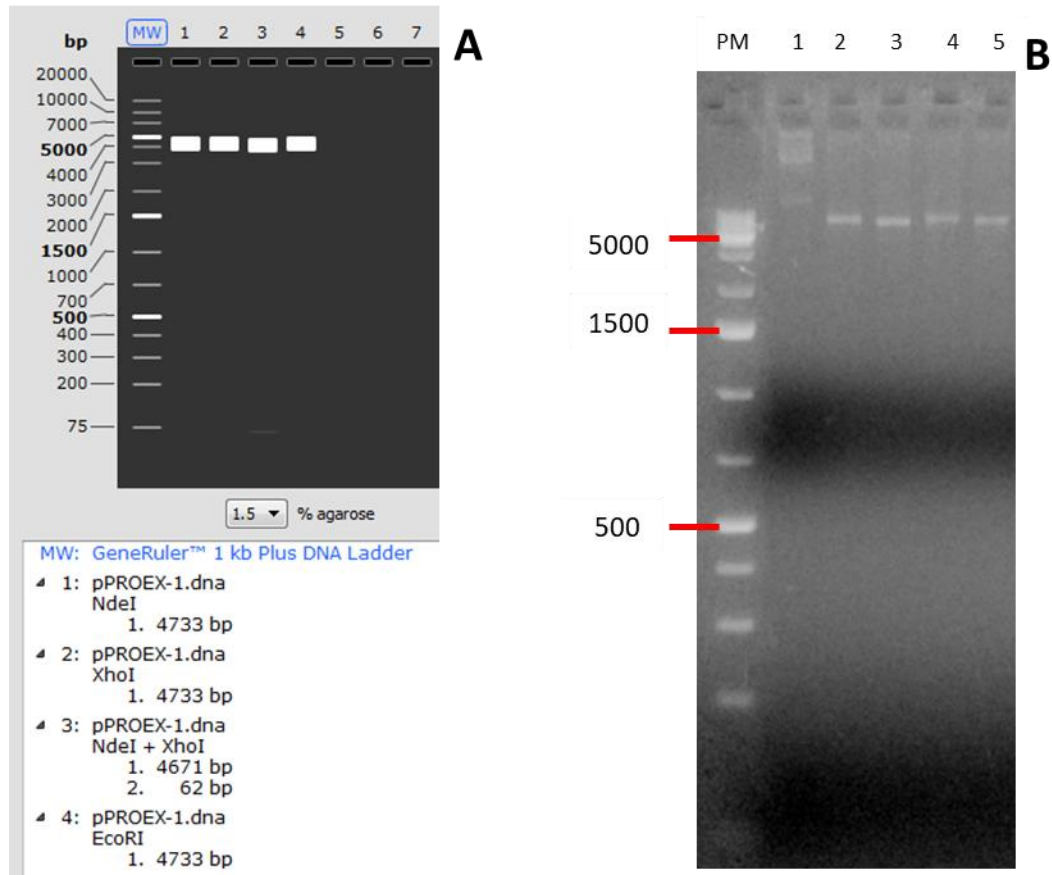 A
bp MW 1 2 3 4 5 6 7
20000
10000
7000
5000
4000
3000
2000
1500
1000
700
500
400
300
200
75
1.5 % agarose
MW: GeneRuler™ 1 kb Plus DNA Ladder
1: pPROEX-1.dna
NdeI
1. 4733 bp
2: pPROEX-1.dna
XhoI
1. 4733 bp
3: pPROEX-1.dna
NdeI + XhoI
1. 4671 bp
2. 62 bp
4: pPROEX-1.dna
EcoRI
1. 4733 bp
B
PM 1 2 3 4 5
5000
1500
500